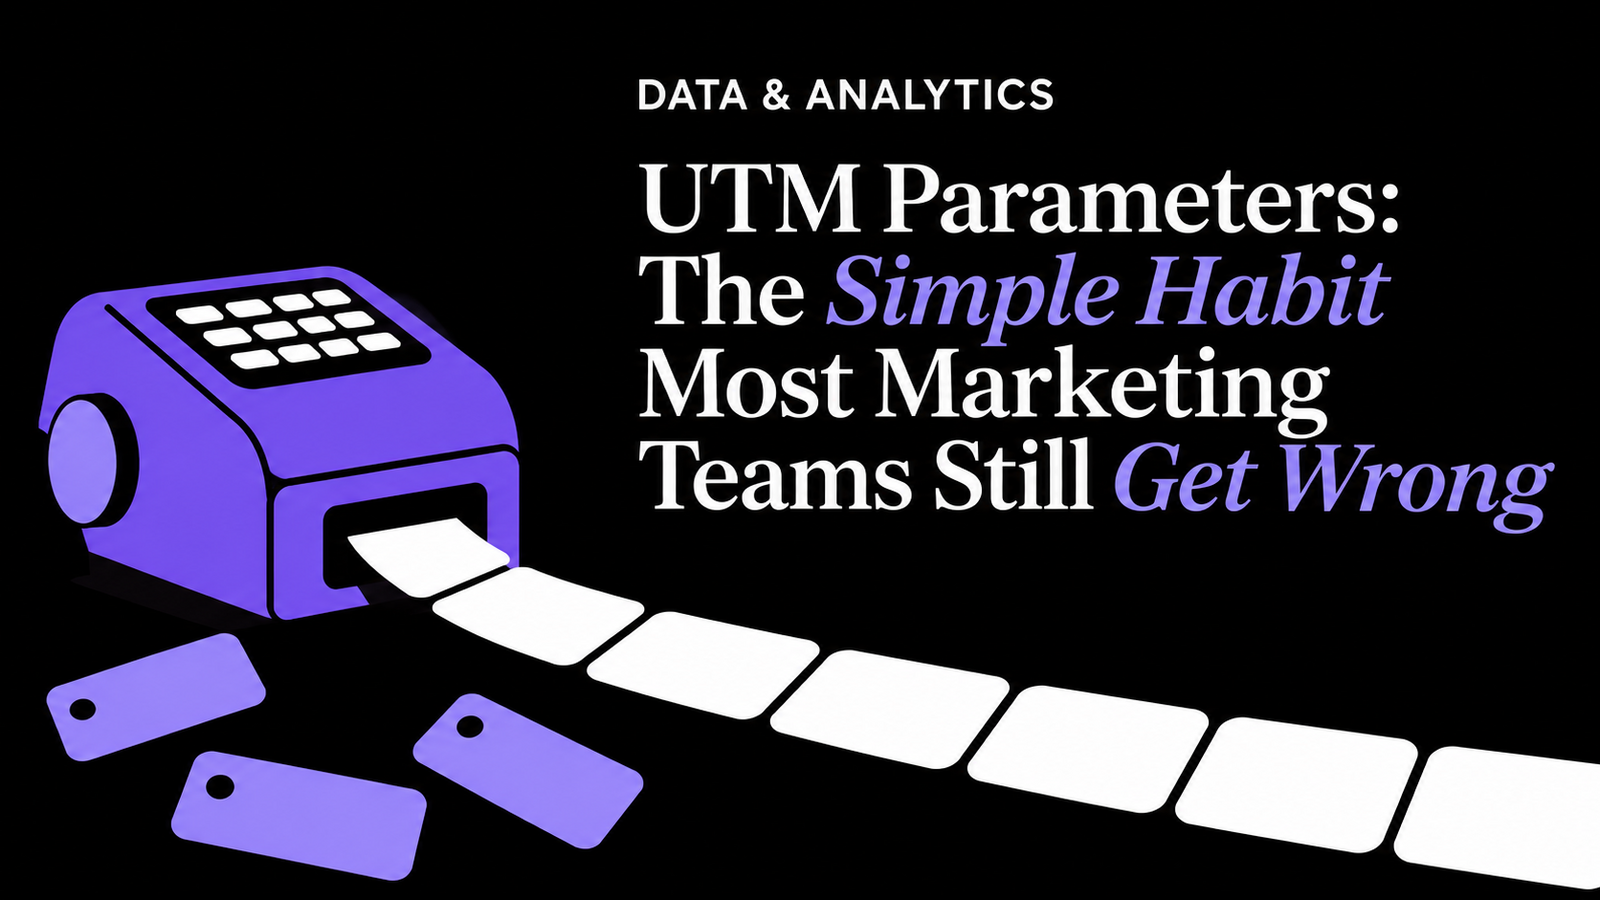 DATA & ANALYTICS
UTM Parameters:
The Simple Habit
Most Marketing
Teams Still Get Wrong